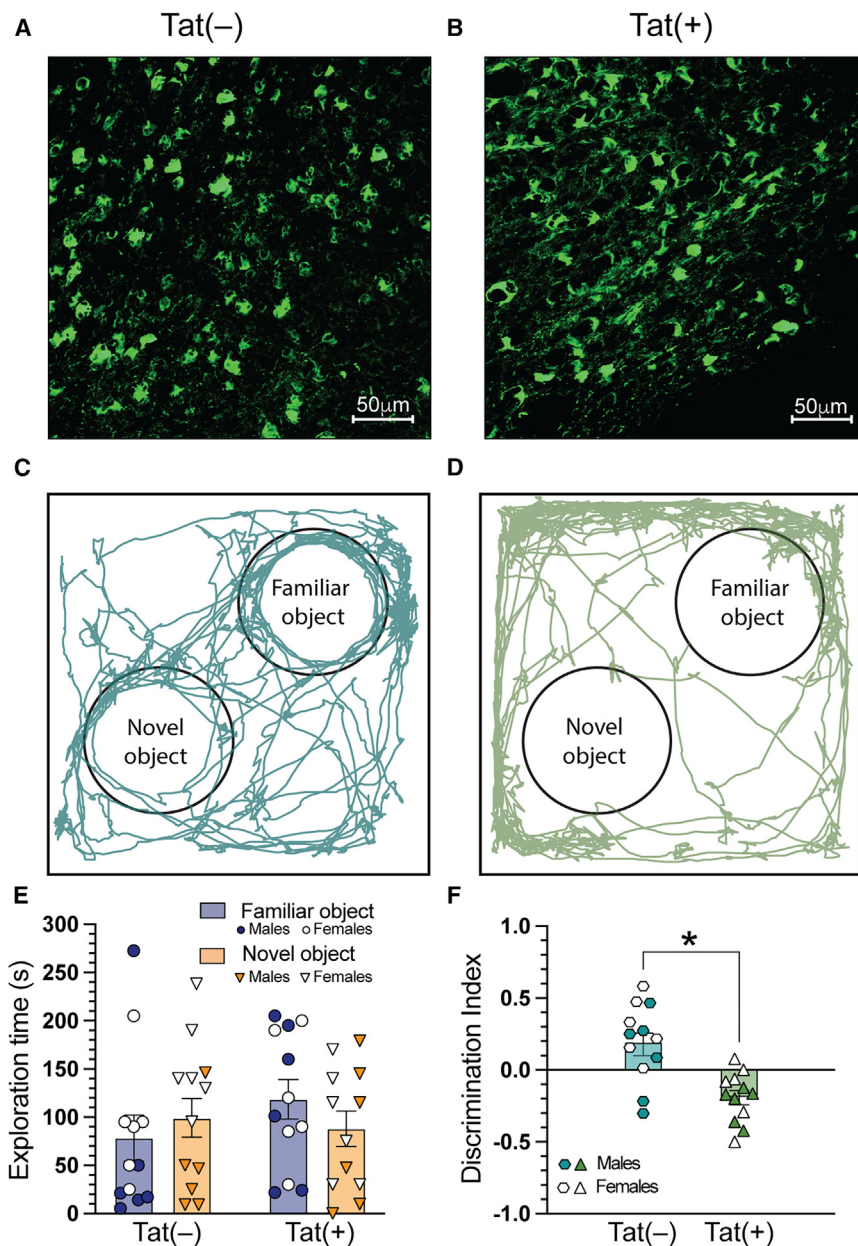 A
Tat(–)
B
Tat(+)
50μm
50μm
C
D
Familiar
object
Novel
object
Familiar
object
Novel
object
E
300
250
200
150
100
50
0
Exploration time (s)
Familiar object
Males Females
Novel object
Males Females
Tat(–)
Tat(+)
F
1.0
0.5
0.0
-0.5
-1.0
Discrimination Index
*
Males
Females
Tat(–)
Tat(+)